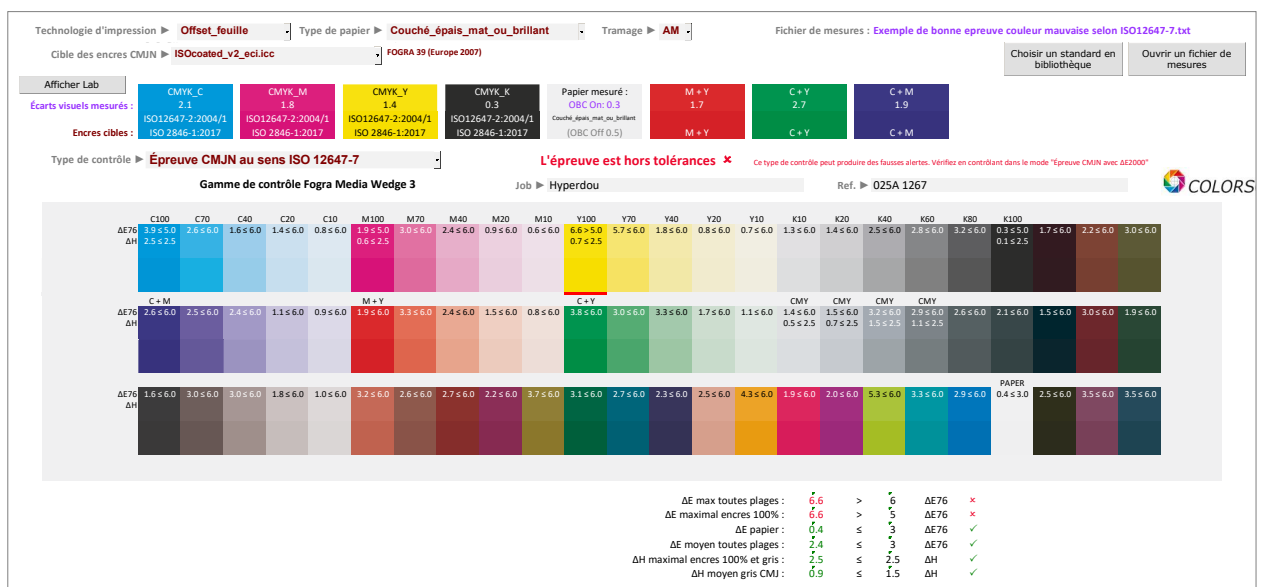 Technologie d'impression ► Offset_feuille Type de papier ► Couché_épais_mat_ou_brillant Tramage ► AM Fichier de mesures : Exemple de bonne epreuve couleur mauvaise selon ISO12647-7.txt
Cible des encres CMJN ► ISOcoated_v2_eci.icc FOGRA 39 (Europe 2007) Choisir un standard en bibliothèque Ouvrir un fichier de mesures
Afficher Lab
CMYK_C CMYK_M CMYK_Y CMYK_K Papier mesuré : M + Y C + Y C + M
Écarts visuels mesurés : 2.1 1.8 1.4 0.3 OBC On: 0.3 1.7 2.7 1.9
ISO12647-2:2004/1 ISO12647-2:2004/1 ISO12647-2:2004/1 ISO12647-2:2004/1 Couché_épais_mat_ou_brillant
Encres cibles : ISO 2846-1:2017 ISO 2846-1:2017 ISO 2846-1:2017 ISO 2846-1:2017 (OBC Off 0.5) M + Y C + Y C + M
Type de contrôle ► Épreuve CMJN au sens ISO 12647-7 L'épreuve est hors tolérances × Ce type de contrôle peut produire des fausses alertes. Vérifiez en contrôlant dans le mode "Épreuve CMJN avec ΔE2000"
Gamme de contrôle Fogra Media Wedge 3 Job ► Hyperdou Ref. ► 025A 1267 COLORS
C100 C70 C40 C20 C10 M100 M70 M40 M20 M10 Y100 Y70 Y40 Y20 Y10 K10 K20 K40 K60 K80 K100
ΔE76 3.9 ≤ 5.0 2.6 ≤ 6.0 1.6 ≤ 6.0 1.4 ≤ 6.0 0.8 ≤ 6.0 1.9 ≤ 5.0 3.0 ≤ 6.0 2.4 ≤ 6.0 0.9 ≤ 6.0 0.6 ≤ 6.0 6.6 > 5.0 5.7 ≤ 6.0 1.8 ≤ 6.0 0.8 ≤ 6.0 0.7 ≤ 6.0 1.3 ≤ 6.0 1.4 ≤ 6.0 2.5 ≤ 6.0 2.8 ≤ 6.0 3.2 ≤ 6.0 0.3 ≤ 5.0 1.7 ≤ 6.0 2.2 ≤ 6.0 3.0 ≤ 6.0
ΔH 2.5 ≤ 2.5 0.6 ≤ 2.5 0.7 ≤ 2.5 0.1 ≤ 2.5
C + M M + Y C + Y CMY CMY CMY CMY
ΔE76 2.6 ≤ 6.0 2.5 ≤ 6.0 2.4 ≤ 6.0 1.1 ≤ 6.0 0.9 ≤ 6.0 1.9 ≤ 6.0 3.3 ≤ 6.0 2.4 ≤ 6.0 1.5 ≤ 6.0 0.8 ≤ 6.0 3.8 ≤ 6.0 3.0 ≤ 6.0 3.3 ≤ 6.0 1.7 ≤ 6.0 1.1 ≤ 6.0 1.4 ≤ 6.0 1.5 ≤ 6.0 3.2 ≤ 6.0 2.9 ≤ 6.0 2.6 ≤ 6.0 2.1 ≤ 6.0 1.5 ≤ 6.0 3.0 ≤ 6.0 1.9 ≤ 6.0
ΔH 0.5 ≤ 2.5 0.7 ≤ 2.5 1.5 ≤ 2.5 1.1 ≤ 2.5
PAPER
ΔE76 1.6 ≤ 6.0 3.0 ≤ 6.0 3.0 ≤ 6.0 1.8 ≤ 6.0 1.0 ≤ 6.0 3.2 ≤ 6.0 2.6 ≤ 6.0 2.7 ≤ 6.0 2.2 ≤ 6.0 3.7 ≤ 6.0 3.1 ≤ 6.0 2.7 ≤ 6.0 2.3 ≤ 6.0 2.5 ≤ 6.0 4.3 ≤ 6.0 1.9 ≤ 6.0 2.0 ≤ 6.0 5.3 ≤ 6.0 3.3 ≤ 6.0 2.9 ≤ 6.0 0.4 ≤ 3.0 2.5 ≤ 6.0 3.5 ≤ 6.0 3.5 ≤ 6.0
ΔH
ΔE max toutes plages : 6.6 > 6 ΔE76 ×
ΔE maximal encres 100% : 6.6 > 5 ΔE76 ×
ΔE papier : 0.4 ≤ 3 ΔE76 ✓
ΔE moyen toutes plages : 2.4 ≤ 3 ΔE76 ✓
ΔH maximal encres 100% et gris : 2.5 ≤ 2.5 ΔH ✓
ΔH moyen gris CMJ : 0.9 ≤ 1.5 ΔH ✓